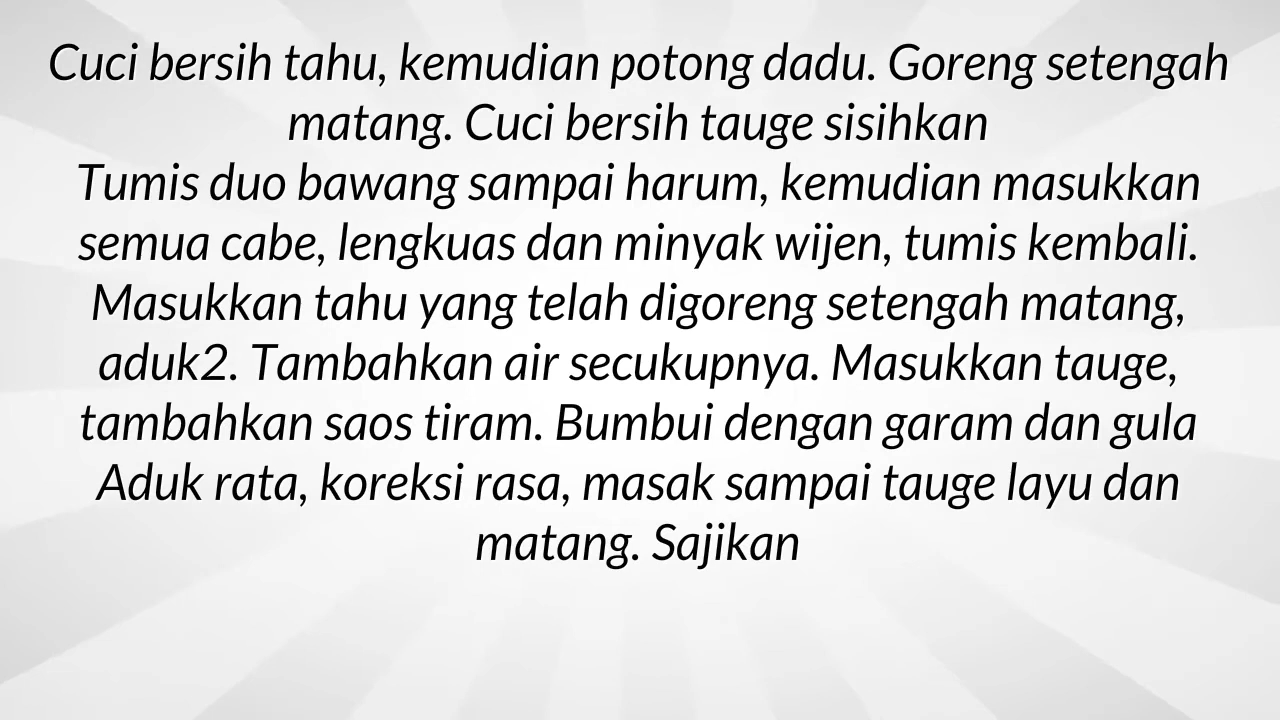 Cuci bersih tahu, kemudian potong dadu. Goreng setengah
matang. Cuci bersih tauge sisihkan
Tumis duo bawang sampai harum, kemudian masukkan
semua cabe, lengkuas dan minyak wijen, tumis kembali.
Masukkan tahu yang telah digoreng setengah matang,
aduk2. Tambahkan air secukupnya. Masukkan tauge,
tambahkan saos tiram. Bumbui dengan garam dan gula
Aduk rata, koreksi rasa, masak sampai tauge layu dan
matang. Sajikan